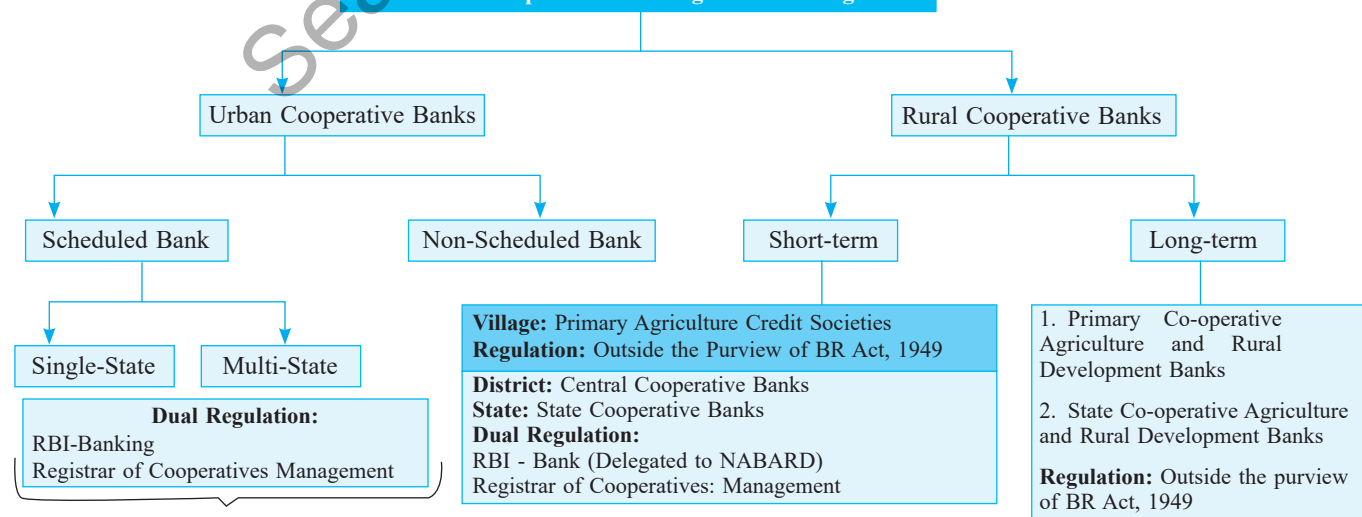 Urban Cooperative Banks
Rural Cooperative Banks
Scheduled Bank
Non-Scheduled Bank
Short-term
Long-term
Single-State
Multi-State
Dual Regulation:
RBI-Banking
Registrar of Cooperatives Management
Village: Primary Agriculture Credit Societies
Regulation: Outside the Purview of BR Act, 1949
District: Central Cooperative Banks
State: State Cooperative Banks
Dual Regulation:
RBI - Bank (Delegated to NABARD)
Registrar of Cooperatives: Management
1. Primary Co-operative
Agriculture and Rural
Development Banks
2. State Co-operative Agriculture
and Rural Development Banks
Regulation: Outside the purview
of BR Act, 1949